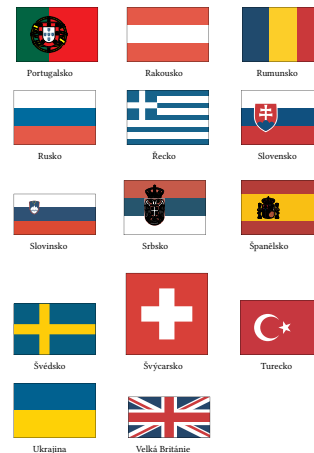 Portugalsko
Rakousko
Rumunsko
Rusko
Řecko
Slovensko
Slovinsko
Srbsko
Španělsko
Švédsko
Švýcarsko
Turecko
Ukrajina
Velká Británie